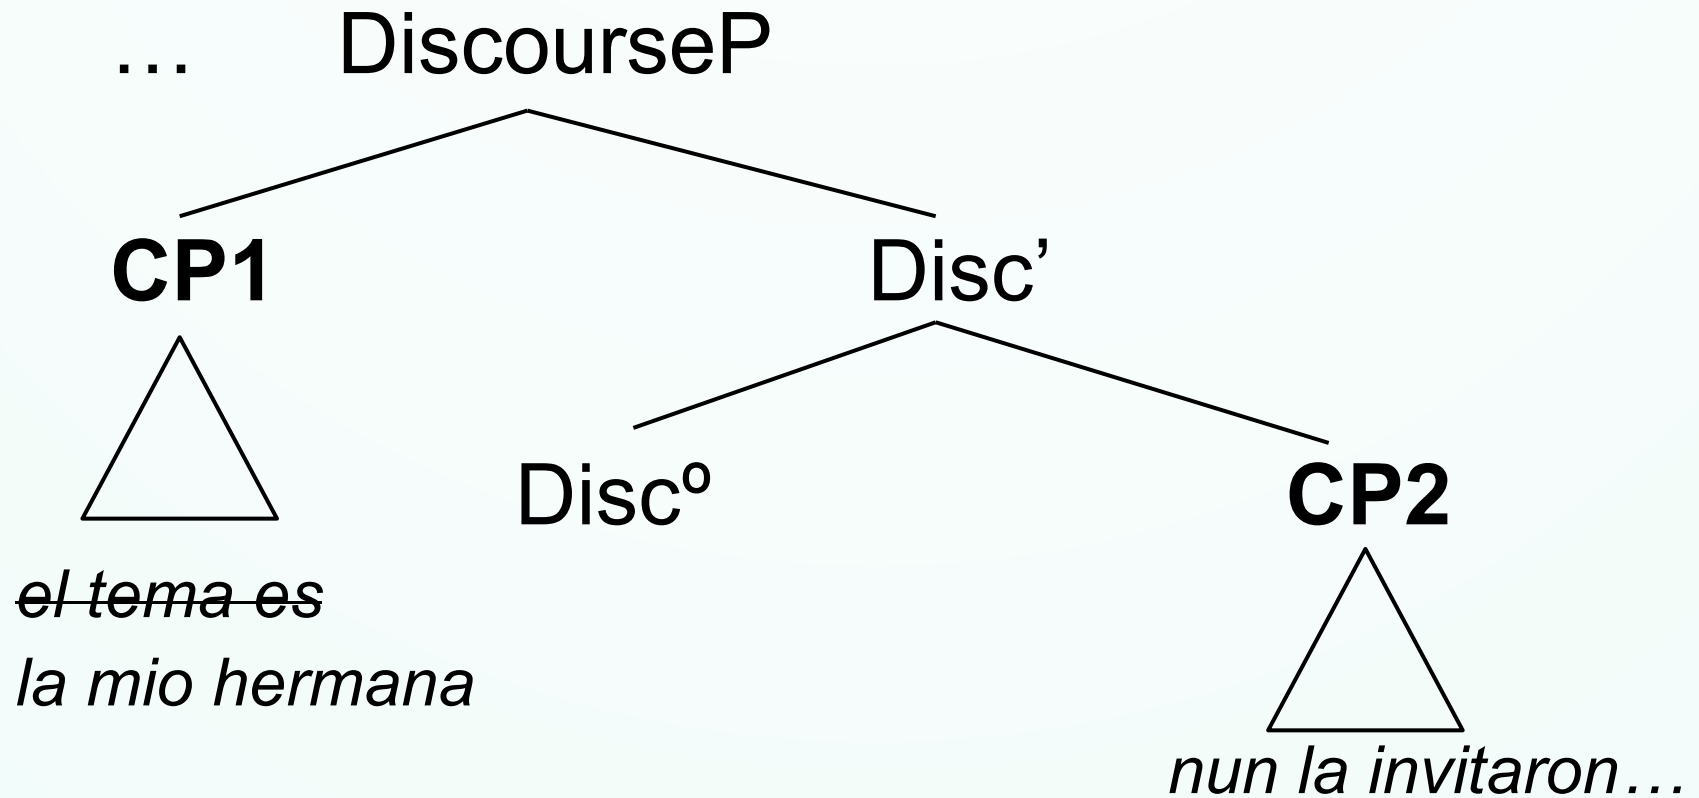 … DiscourseP
CP1 Disc’
Discº CP2
el tema es
la mio hermana
nun la invitaron…